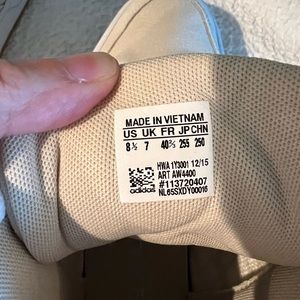 MADE IN VIETNAM
US UK FR JP CHN
8½ 7 40⅔ 255 250
HWA 1Y3001 12/15
ART AW4400
#113720407
NL65SXDY00016
adidas